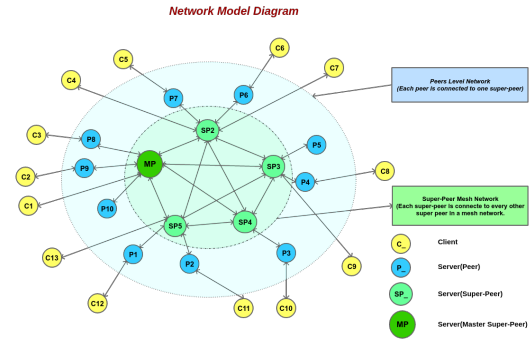 Network Model Diagram
C6
C5
C7
C4
P7
P6
Peers Level Network
(Each peer is connected to one super-peer)
SP2
C3
P8
P5
MP
SP3
P9
C2
C8
P4
Super-Peer Mesh Network
(Each super-peer is connecte to every other
super peer in a mesh network.
C1
P10
SP4
SP5
C_
Client
P1
P3
C13
P2
C9
P_
Server(Peer)
SP_
Server(Super-Peer)
C12
C11
C10
MP
Server(Master Super-Peer)